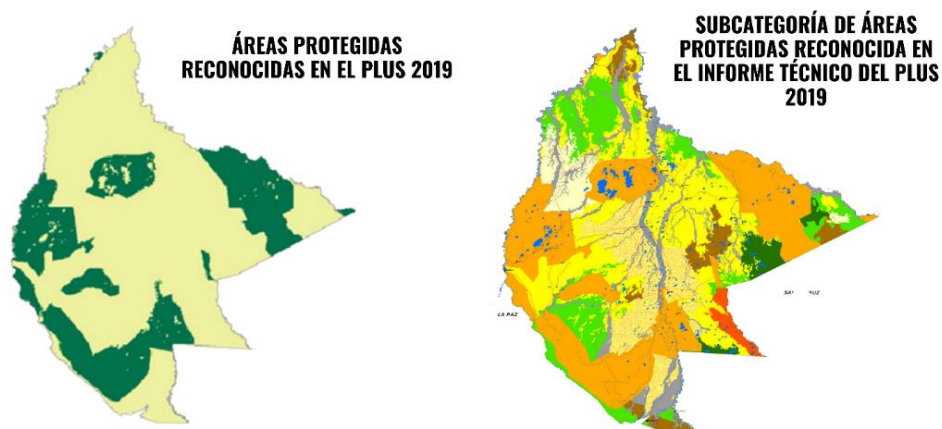 ÁREAS PROTEGIDAS
RECONOCIDAS EN EL PLUS 2019
SUBCATEGORÍA DE ÁREAS
PROTEGIDAS RECONOCIDA EN
EL INFORME TÉCNICO DEL PLUS
2019
LA PAZ